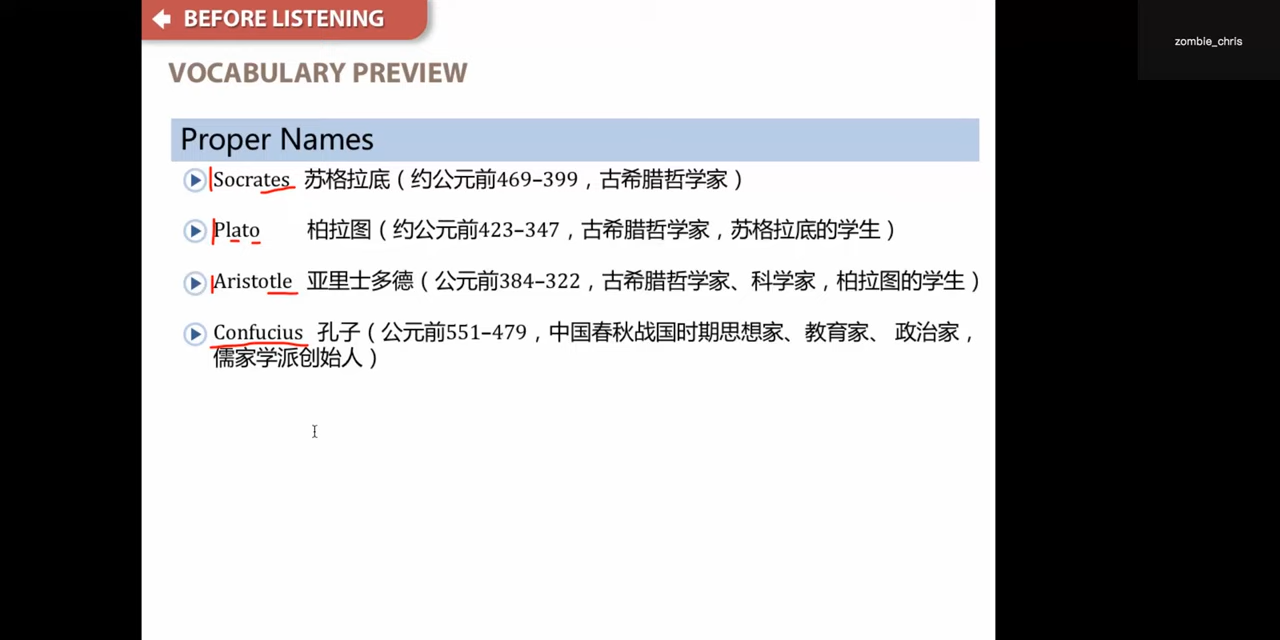 BEFORE LISTENING
zombie_chris
VOCABULARY PREVIEW
Proper Names
Socrates 苏格拉底（约公元前469–399，古希腊哲学家）
Plato 柏拉图（约公元前423–347，古希腊哲学家，苏格拉底的学生）
Aristotle 亚里士多德（公元前384–322，古希腊哲学家、科学家，柏拉图的学生）
Confucius 孔子（公元前551–479，中国春秋战国时期思想家、教育家、 政治家，
儒家学派创始人）